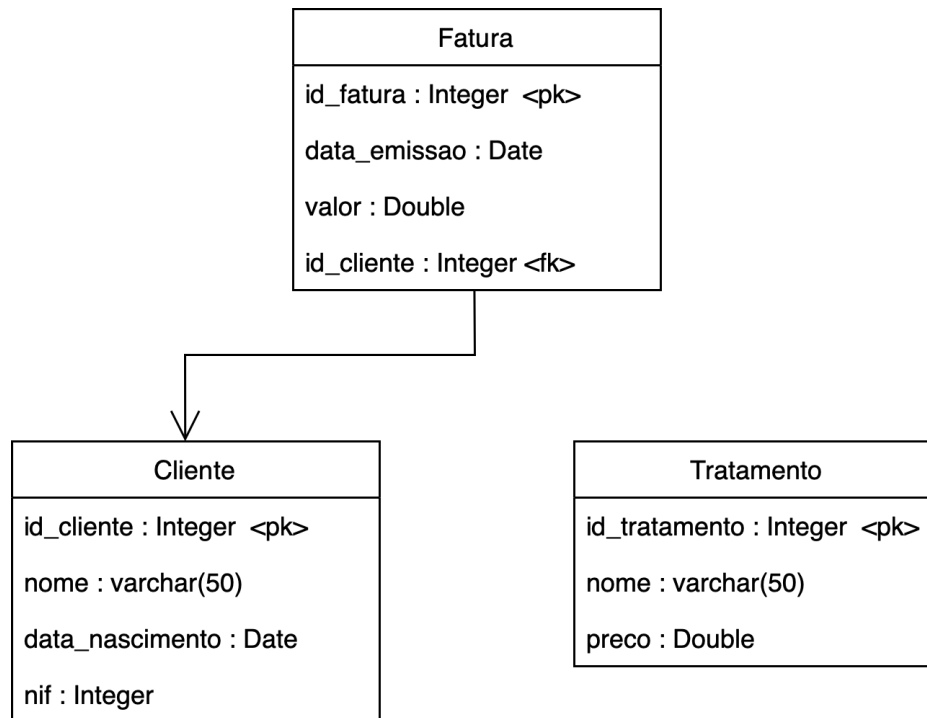 Fatura
id_fatura : Integer <pk>
data_emissao : Date
valor : Double
id_cliente : Integer <fk>
Cliente
id_cliente : Integer <pk>
nome : varchar(50)
data_nascimento : Date
nif : Integer
Tratamento
id_tratamento : Integer <pk>
nome : varchar(50)
preco : Double